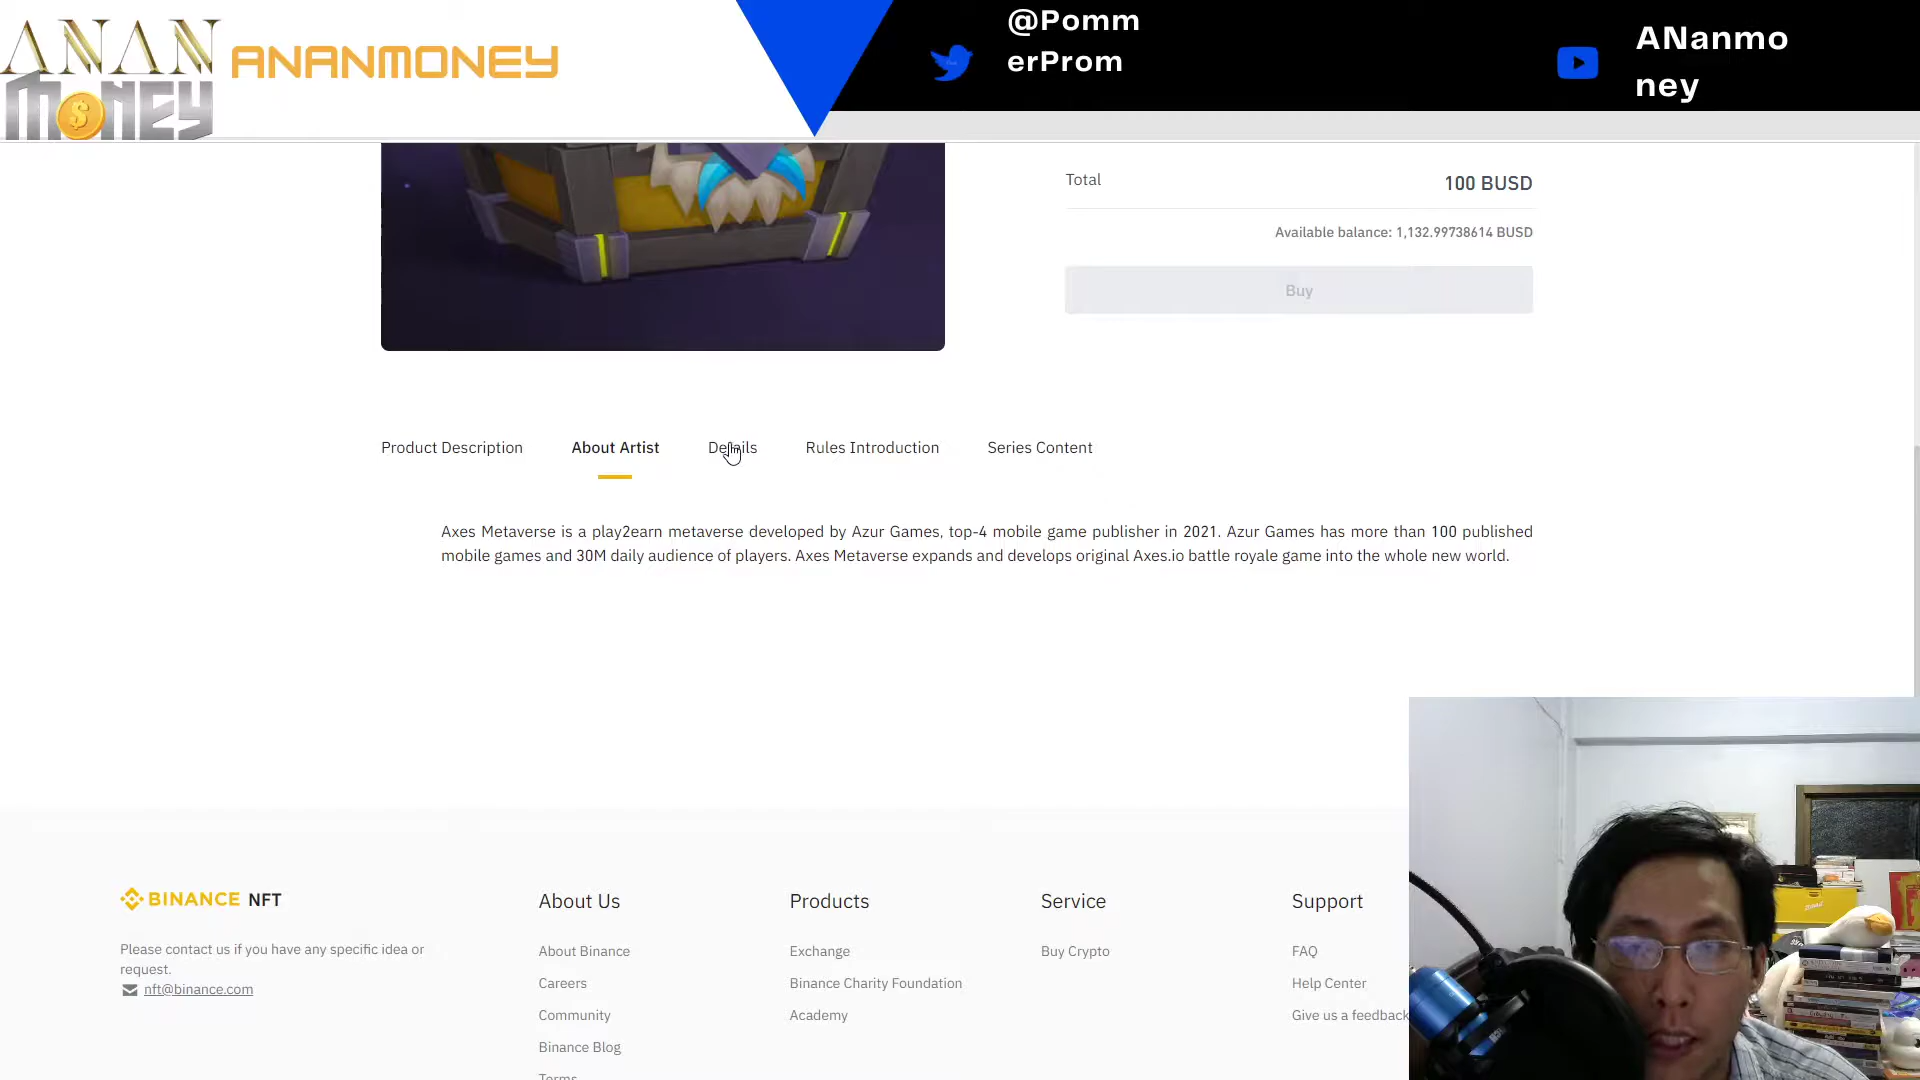 ANAN
MONEY
ANANMONEY
@Pomm
erProm
ANanmo
ney
Total
100 BUSD
Available balance: 1,132.99738614 BUSD
Buy
Product Description
About Artist
Details
Rules Introduction
Series Content
Axes Metaverse is a play2earn metaverse developed by Azur Games, top-4 mobile game publisher in 2021. Azur Games has more than 100 published
mobile games and 30M daily audience of players. Axes Metaverse expands and develops original Axes.io battle royale game into the whole new world.
BINANCE NFT
Please contact us if you have any specific idea or
request.
nft@binance.com
About Us
About Binance
Careers
Community
Binance Blog
Terms
Products
Exchange
Binance Charity Foundation
Academy
Service
Buy Crypto
Support
FAQ
Help Center
Give us a feedback